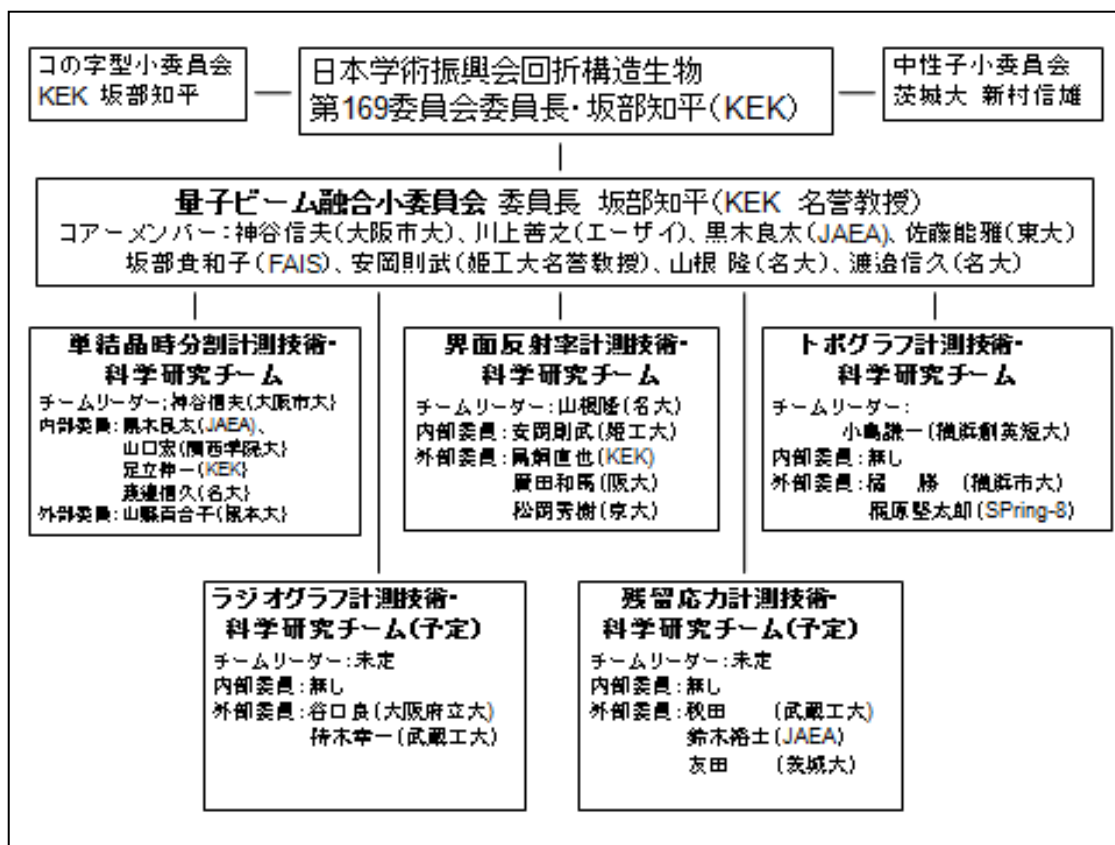 コの字型小委員会
KEK 坂部知平
日本学術振興会回折構造生物
第169委員会委員長・坂部知平(KEK)
中性子小委員会
茨城大 新村信雄
量子ビーム融合小委員会 委員長 坂部知平(KEK 名誉教授)
コアーメンバー:神谷信夫(大阪市大)、川上善之(エーザイ)、黒木良太(JAEA)、佐藤能雅(東大)
坂部貴和子(FAIS)、安岡則武(姫工大名誉教授)、山根 隆(名大)、渡邉信久(名大)
単結晶時分割計測技術・
科学研究チーム
チームリーダー:神谷信夫(大阪市大)
内部委員:黒木良太(JAEA)、
山口宏(関西学院大)
足立伸一(KEK)
渡邉信久(名大)
外部委員:山縣百合子(熊本大)
界面反射率計測技術・
科学研究チーム
チームリーダー:山根隆(名大)
内部委員:安岡則武(姫工大)
外部委員:鳥飼直也(KEK)
廣田和馬(阪大)
松岡秀樹(京大)
トポグラフ計測技術・
科学研究チーム
チームリーダー:
小島謙一(横浜創英短大)
内部委員:無し
外部委員:橘 勝 (横浜市大)
梶原堅太郎(SPring-8)
ラジオグラフ計測技術・
科学研究チーム(予定)
チームリーダー:未定
内部委員:無し
外部委員:谷口良(大阪府立大)
持木幸一(武蔵工大)
残留応力計測技術・
科学研究チーム(予定)
チームリーダー:未定
内部委員:無し
外部委員:秋田 (武蔵工大)
鈴木裕士(JAEA)
友田 (茨城大)